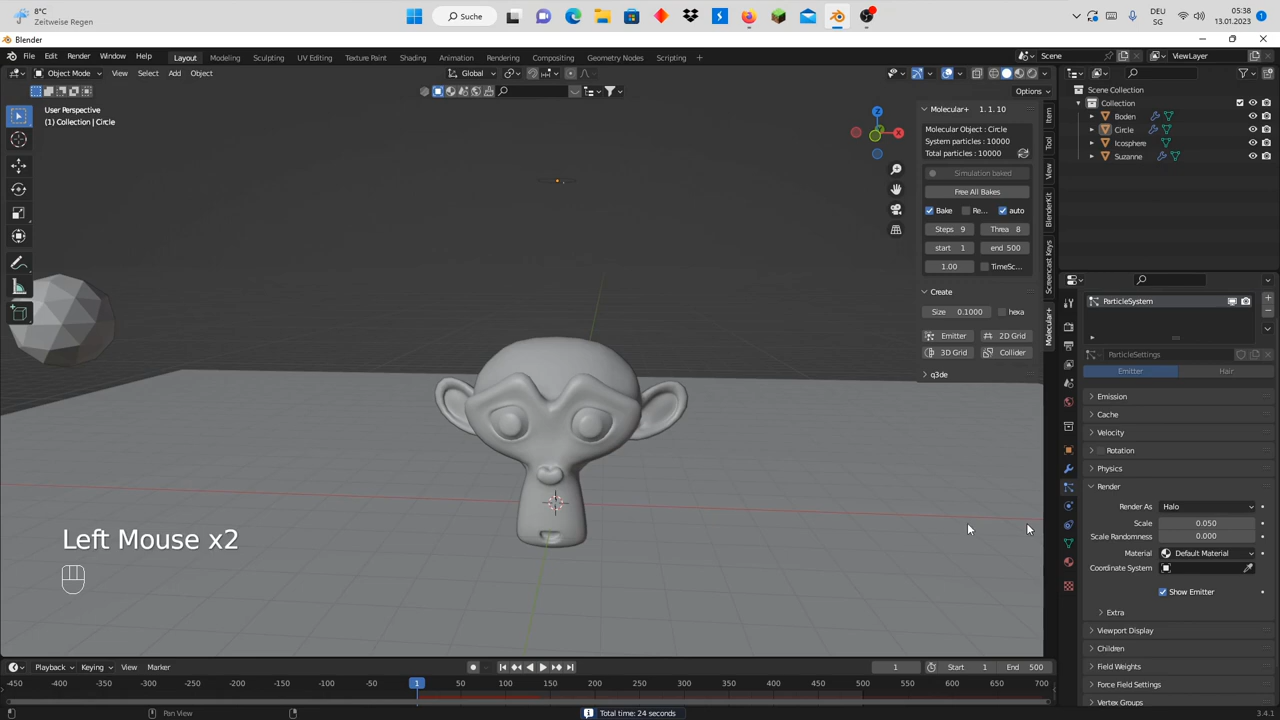 8°C
Zeitweise Regen
Suche
DEU
SG
05:38
13.01.2023
Blender
File Edit Render Window Help
Layout Modeling Sculpting UV Editing Texture Paint Shading Animation Rendering Compositing Geometry Nodes Scripting
Scene
ViewLayer
Object Mode View Select Add Object
Global
Options
User Perspective
(1) Collection | Circle
Molecular+ 1. 1. 10
Molecular Object : Circle
System particles : 10000
Total particles : 10000
Simulation baked
Free All Bakes
Bake Re... auto
Steps 9 Threa 8
start 1 end 500
1.00 TimeSc...
Create
Size 0.1000 hexa
Emitter 2D Grid
3D Grid Collider
q3de
Item
Tool
View
BlenderKit
Screencast Keys
Molecular+
Scene Collection
Collection
Boden
Circle
Icosphere
Suzanne
ParticleSystem
ParticleSettings
Emitter Hair
Emission
Cache
Velocity
Rotation
Physics
Render
Render As Halo
Scale 0.050
Scale Randomness 0.000
Material Default Material
Coordinate System
Show Emitter
Extra
Viewport Display
Children
Field Weights
Force Field Settings
Vertex Groups
Left Mouse x2
Playback Keying View Marker
1 Start 1 End 500
-450 -400 -350 -300 -250 -200 -150 -100 -50 1 50 100 150 200 250 300 350 400 450 500 550 600 650 700
Pan View
Total time: 24 seconds
3.4.1